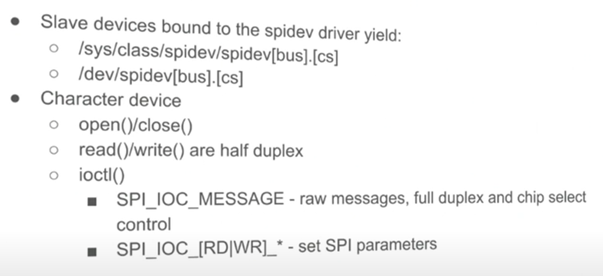 ● Slave devices bound to the spidev driver yield:
○ /sys/class/spidev/spidev[bus].[cs]
○ /dev/spidev[bus].[cs]
● Character device
○ open()/close()
○ read()/write() are half duplex
○ ioctl()
■ SPI_IOC_MESSAGE - raw messages, full duplex and chip select
control
■ SPI_IOC_[RD|WR]_* - set SPI parameters